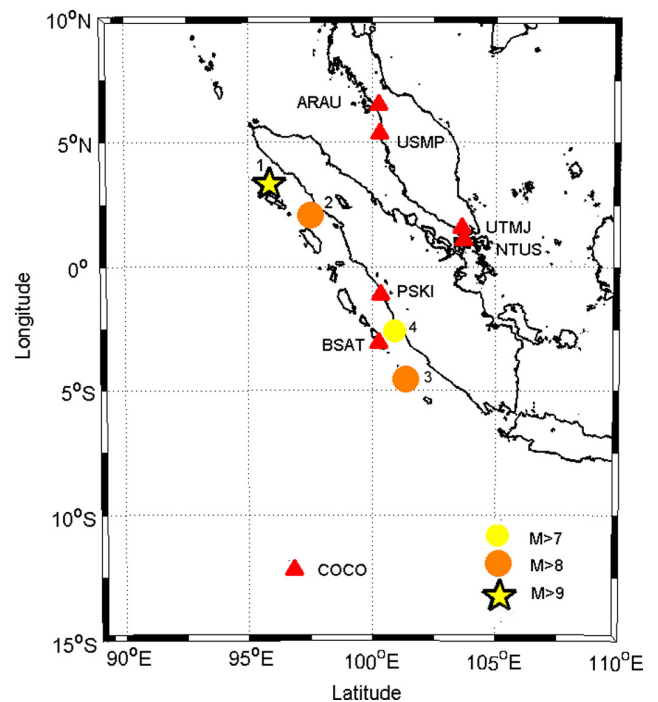 10°N
ARAU
USMP
5°N
1
2
UTMJ
NTUS
0°
PSKI
4
BSAT
3
5°S
10°S
M>7
M>8
COCO
M>9
15°S
90°E
95°E
100°E
105°E
110°E
Longitude
Latitude